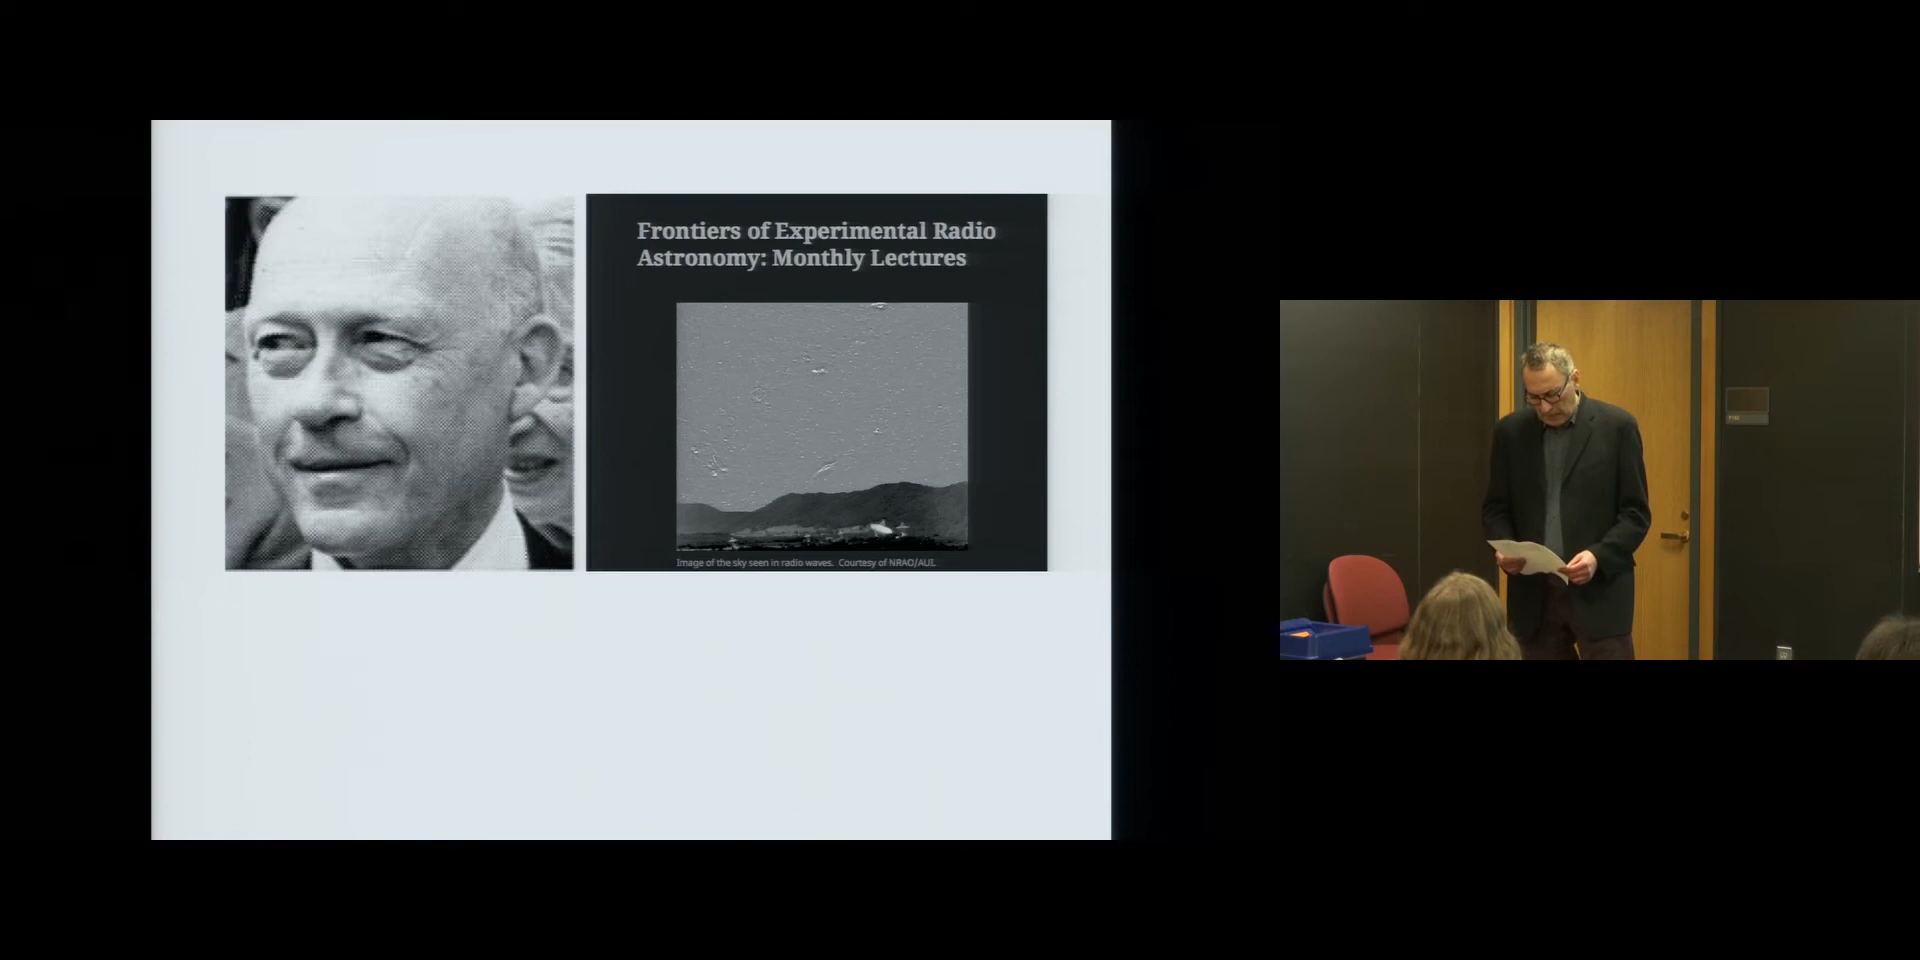 Frontiers of Experimental Radio
Astronomy: Monthly Lectures
Image of the sky seen in radio waves. Courtesy of NRAO/AUI.